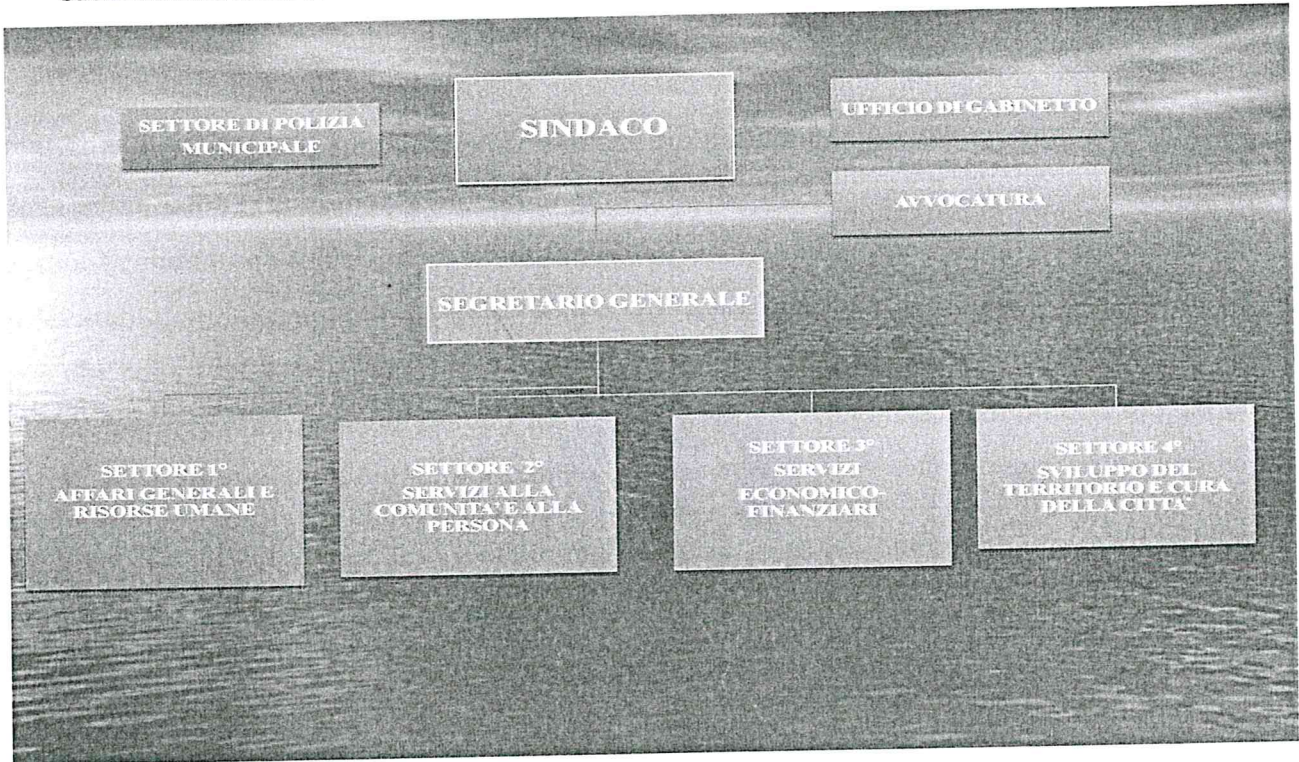 SETTORE DI POLIZIA
MUNICIPALE
SINDACO
UFFICIO DI GABINETTO
AVVOCATURA
SEGRETARIO GENERALE
SETTORE 1°
AFFARI GENERALI E
RISORSE UMANE
SETTORE 2°
SERVIZI ALLA
COMUNITA' E ALLA
PERSONA
SETTORE 3°
SERVIZI
ECONOMICO-
FINANZIARI
SETTORE 4°
SVILUPPO DEL
TERRITORIO E CURA
DELLA CITTA'